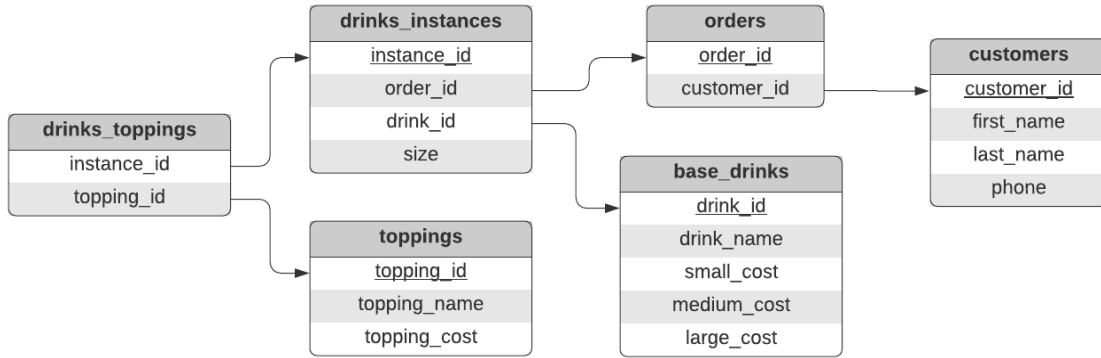 drinks_instances
instance_id
order_id
drink_id
size
orders
order_id
customer_id
customers
customer_id
first_name
last_name
phone
drinks_toppings
instance_id
topping_id
base_drinks
drink_id
drink_name
small_cost
medium_cost
large_cost
toppings
topping_id
topping_name
topping_cost